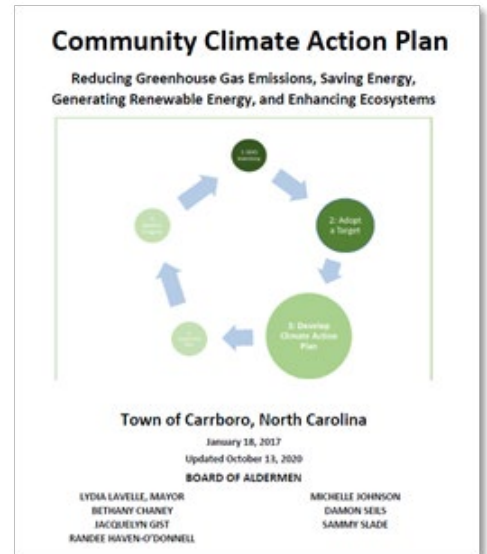 Community Climate Action Plan
Reducing Greenhouse Gas Emissions, Saving Energy,
Generating Renewable Energy, and Enhancing Ecosystems
2: Adopt
a Target
3: Develop
Climate Action
Plan
Town of Carrboro, North Carolina
January 18, 2017
Updated October 13, 2020
BOARD OF ALDERMEN
LYDIA LAVELLE, MAYOR
BETHANY CHANEY
JACQUELYN GIST
RANDEE HAVEN-O'DONNELL
MICHELLE JOHNSON
DAMON SEILS
SAMMY SLADE